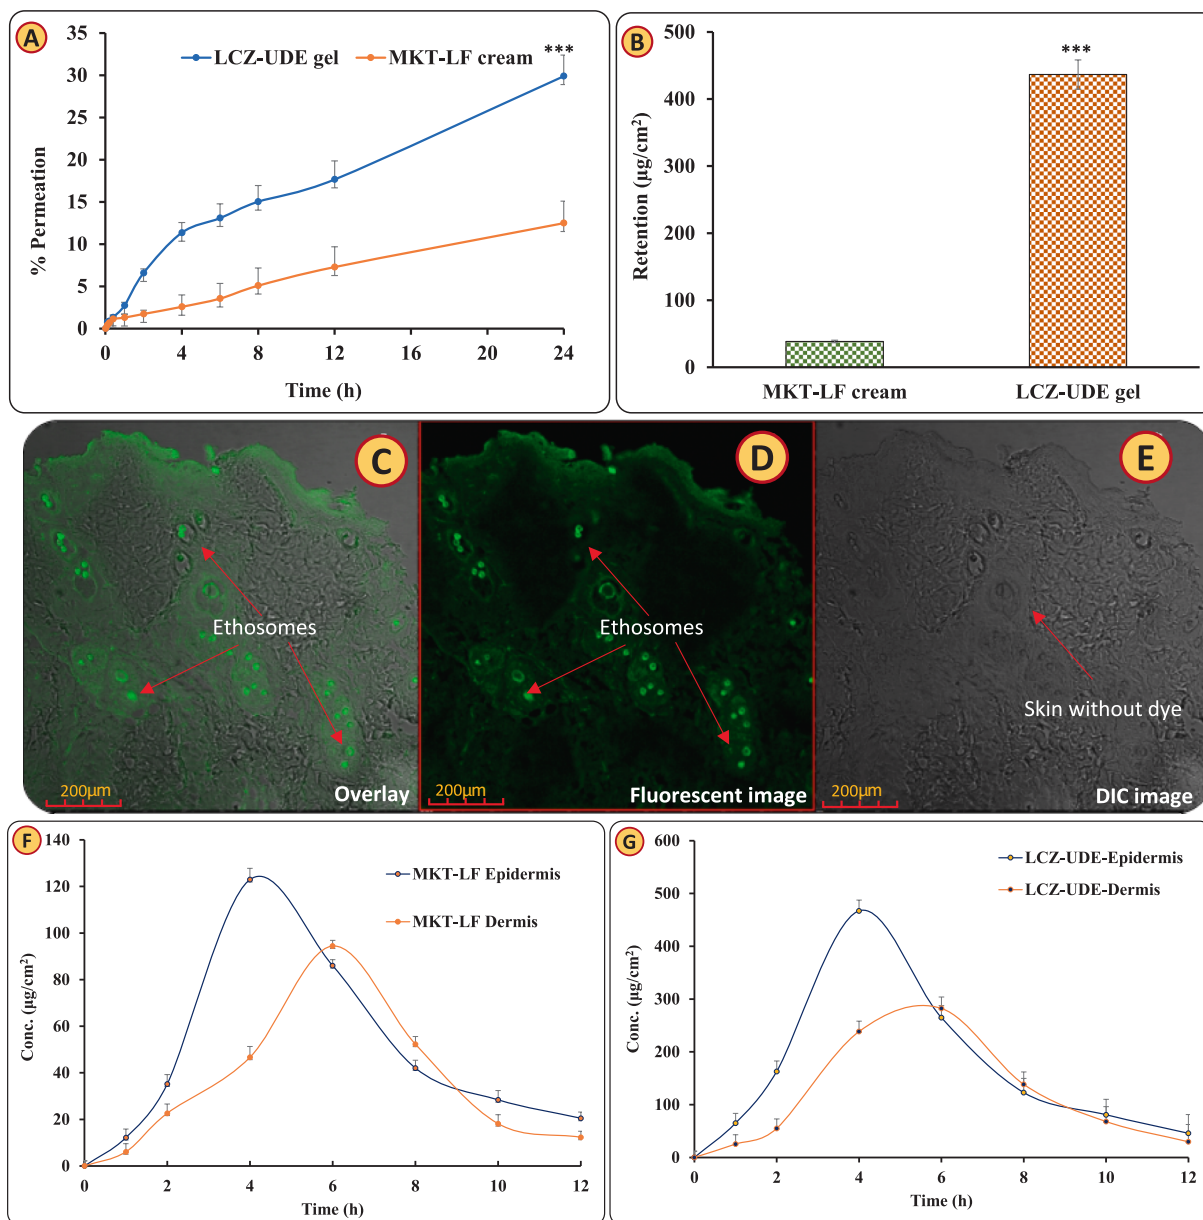 A
LCZ-UDE gel
MKT-LF cream
***
35
30
25
20
15
10
5
0
% Permeation
0
4
8
12
16
20
24
Time (h)
B
500
400
300
200
100
0
Retention (µg/cm²)
***
MKT-LF cream
LCZ-UDE gel
C
Ethosomes
200µm
Overlay
D
Ethosomes
200µm
Fluorescent image
E
Skin without dye
200µm
DIC image
F
140
120
100
80
60
40
20
0
Conc. (µg/cm²)
MKT-LF Epidermis
MKT-LF Dermis
0
2
4
6
8
10
12
Time (h)
G
600
500
400
300
200
100
0
Conc. (µg/cm²)
LCZ-UDE-Epidermis
LCZ-UDE-Dermis
0
2
4
6
8
10
12
Time (h)